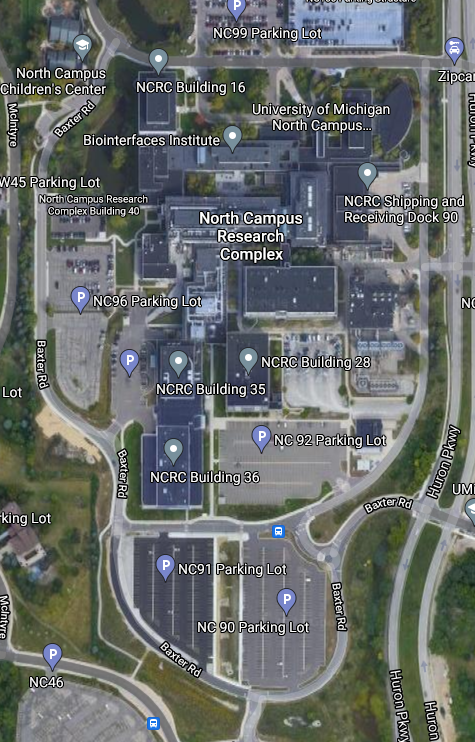 NC99 Parking Lot
North Campus
Children's Center
NCRC Building 16
Zipcar
University of Michigan
North Campus...
Baxter Rd
McIntyre
Biointerfaces Institute
Huron Pkwy
W45 Parking Lot
North Campus Research
Complex Building 40
NCRC Shipping and
Receiving Dock 90
North Campus
Research
Complex
P NC96 Parking Lot
NC
P
NCRC Building 28
Baxter Rd
NCRC Building 35
Lot
P NC 92 Parking Lot
Huron Pkwy
Baxter Rd
NCRC Building 36
UM
Baxter Rd
rking Lot
P NC91 Parking Lot
P
NC 90 Parking Lot
Baxter Rd
McIntyre
Baxter Rd
P
NC46
Huron Pkwy
Huron